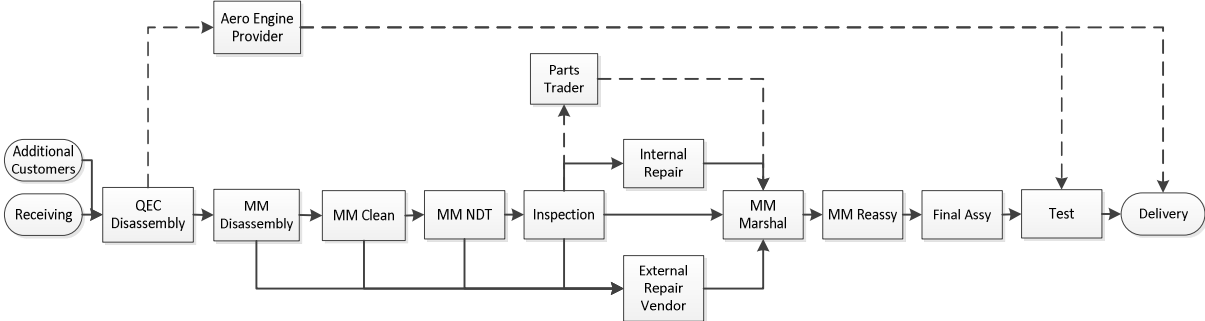 Aero Engine
Provider
Parts
Trader
Additional
Customers
Internal
Repair
Receiving
QEC
Disassembly
MM
Disassembly
MM Clean
MM NDT
Inspection
MM
Marshal
MM Reassy
Final Assy
Test
Delivery
External
Repair
Vendor